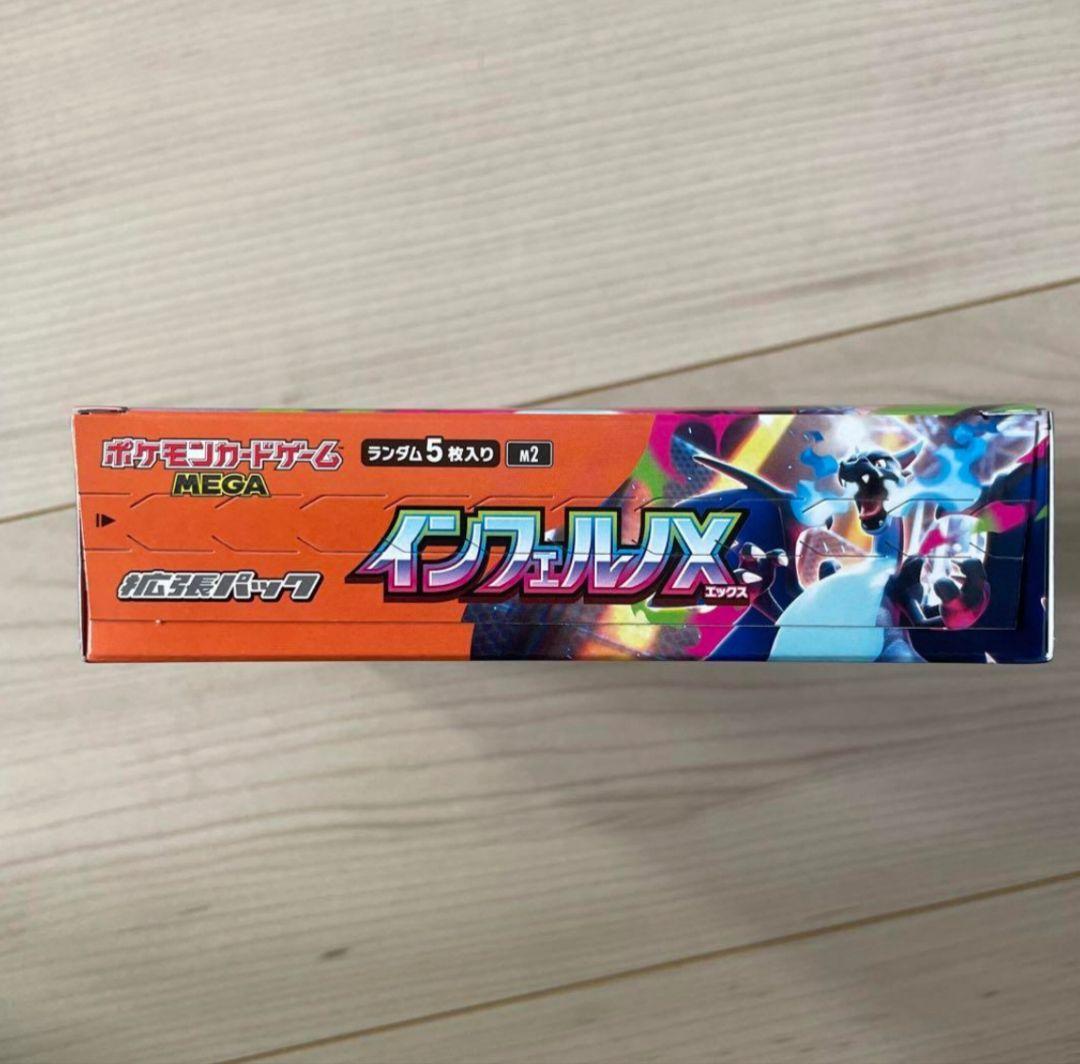 ポケモンカードゲーム
MEGA
ランダム5枚入り
M2
拡張パック
インフェルノX
エックス